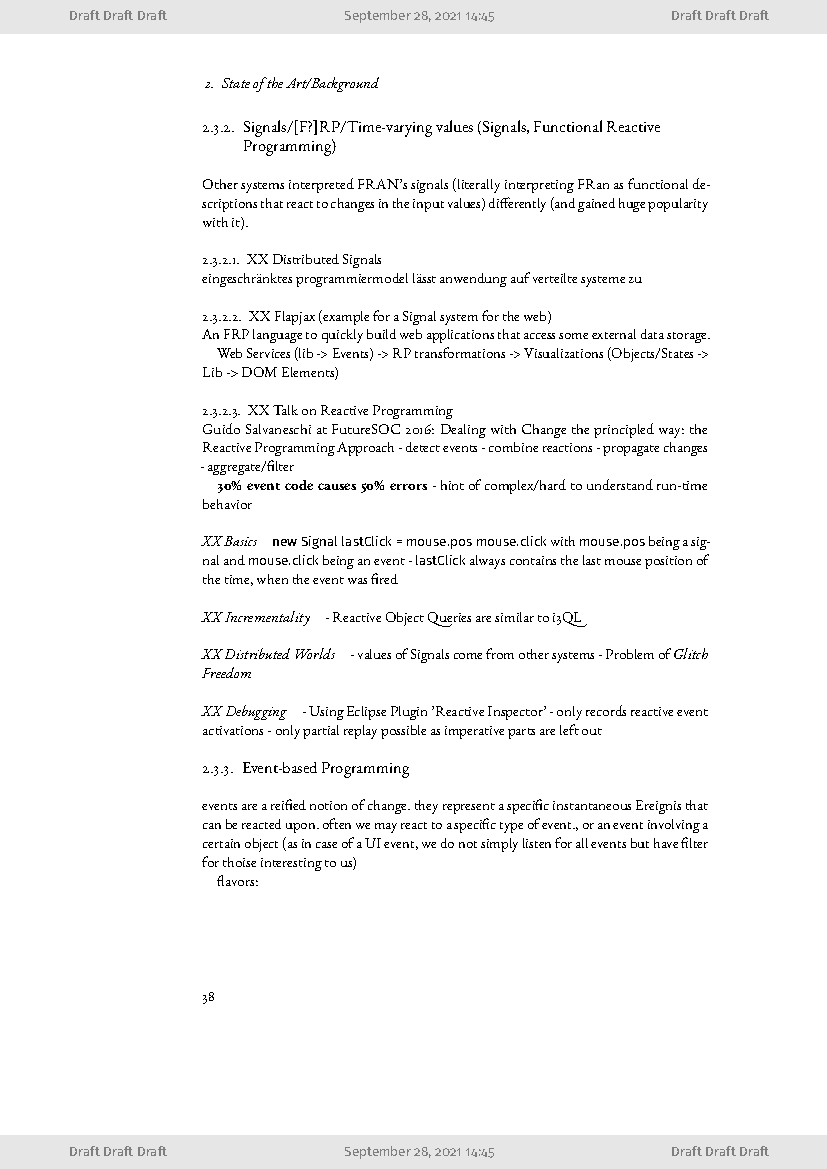 Draft Draft Draft September 28, 2021 14:45 Draft Draft Draft
2. State of the Art/Background
2.3.2. Signals/[F?]RP/Time-varying values (Signals, Functional Reactive
Programming)
Other systems interpreted FRAN's signals (literally interpreting FRan as functional de-
scriptions that react to changes in the input values) differently (and gained huge popularity
with it).
2.3.2.1. XX Distributed Signals
eingeschränktes programmiermodel lässt anwendung auf verteilte systeme zu
2.3.2.2. XX Flapjax (example for a Signal system for the web)
An FRP language to quickly build web applications that access some external data storage.
Web Services (lib -> Events) -> RP transformations -> Visualizations (Objects/States ->
Lib -> DOM Elements)
2.3.2.3. XX Talk on Reactive Programming
Guido Salvaneschi at FutureSOC 2016: Dealing with Change the principled way: the
Reactive Programming Approach - detect events - combine reactions - propagate changes
- aggregate/filter
30% event code causes 50% errors - hint of complex/hard to understand run-time
behavior
XX Basics new Signal lastClick = mouse.pos mouse.click with mouse.pos being a sig-
nal and mouse.click being an event - lastClick always contains the last mouse position of
the time, when the event was fired
XX Incrementality - Reactive Object Queries are similar to i3QL
XX Distributed Worlds - values of Signals come from other systems - Problem of Glitch
Freedom
XX Debugging - Using Eclipse Plugin 'Reactive Inspector' - only records reactive event
activations - only partial replay possible as imperative parts are left out
2.3.3. Event-based Programming
events are a reified notion of change. they represent a specific instantaneous Ereignis that
can be reacted upon. often we may react to a specific type of event., or an event involving a
certain object (as in case of a UI event, we do not simply listen for all events but have filter
for thoise interesting to us)
flavors:
38
Draft Draft Draft September 28, 2021 14:45 Draft Draft Draft